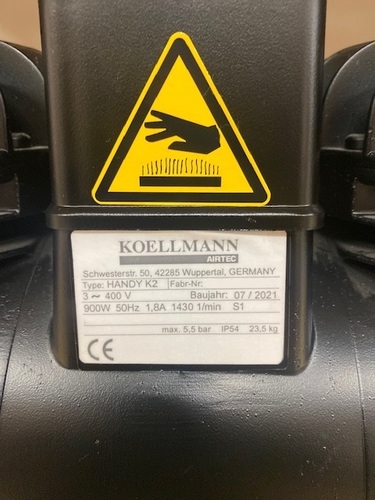 KOELLMANN
AIRTEC
Schwesterstr. 50, 42285 Wuppertal, GERMANY
Type: HANDY K2 Fabr-Nr:
3 ~ 400 V Baujahr: 07 / 2021
900W 50Hz 1,8A 1430 1/min S1
max. 5,5 bar IP54 23,5 kg
CE